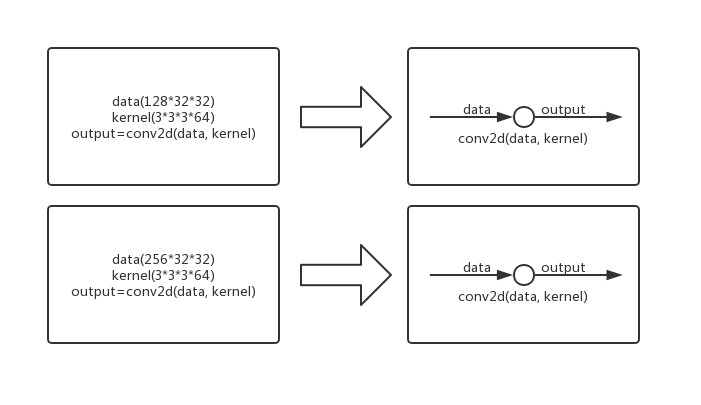 data(128*32*32)
kernel(3*3*3*64)
output=conv2d(data, kernel)
data output
conv2d(data, kernel)
data(256*32*32)
kernel(3*3*3*64)
output=conv2d(data, kernel)
data output
conv2d(data, kernel)